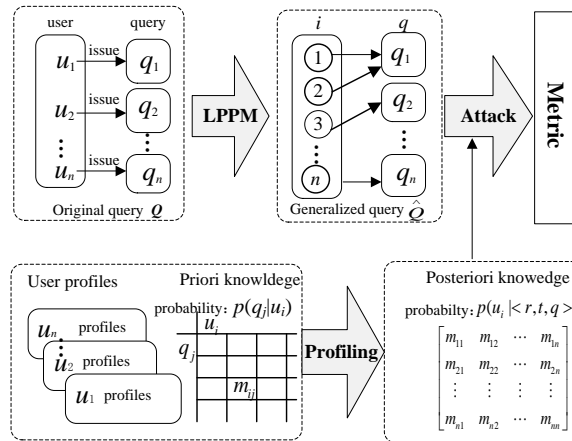 user query
u1 issue q1
u2 issue q2
un issue qn
Original query Q
LPPM
i q
1 q1
2
3 q2
n qn
Generalized query Q̂
Attack
Metric
User profiles
un profiles
u2 profiles
u1 profiles
Priori knowldege
probability: p(qj|ui)
ui
qj
mij
Profiling
Posteriori knowedge
probabilty: p(ui |< r, t, q >
m11 m12 ⋯ m1n
m21 m22 ⋯ m2n
⋮ ⋮ ⋮ ⋮
mn1 mn2 ⋯ mnn